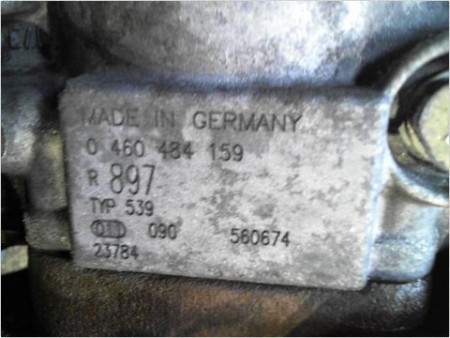 MADE IN GERMANY
0 460 484 159
R 897
TYP 539
090 560674
23784